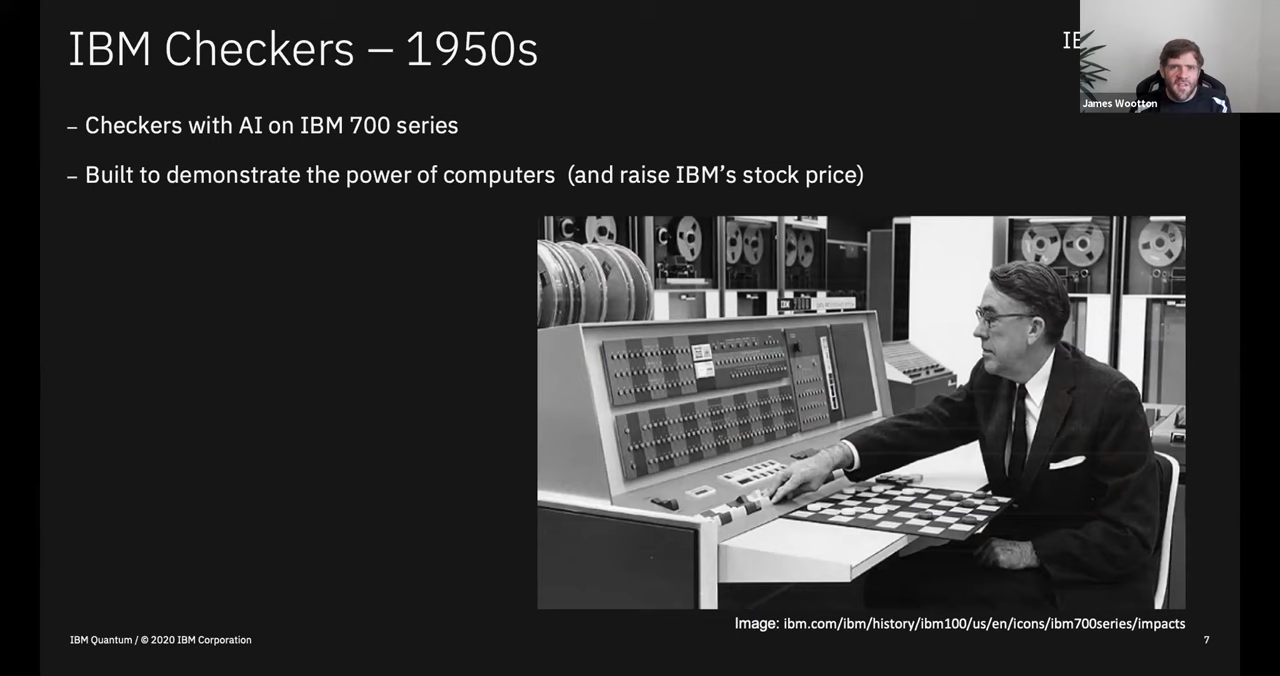 IBM Checkers – 1950s
James Wootton
– Checkers with AI on IBM 700 series
– Built to demonstrate the power of computers (and raise IBM’s stock price)
IBM
Image: ibm.com/ibm/history/ibm100/us/en/icons/ibm700series/impacts
IBM Quantum / © 2020 IBM Corporation
7